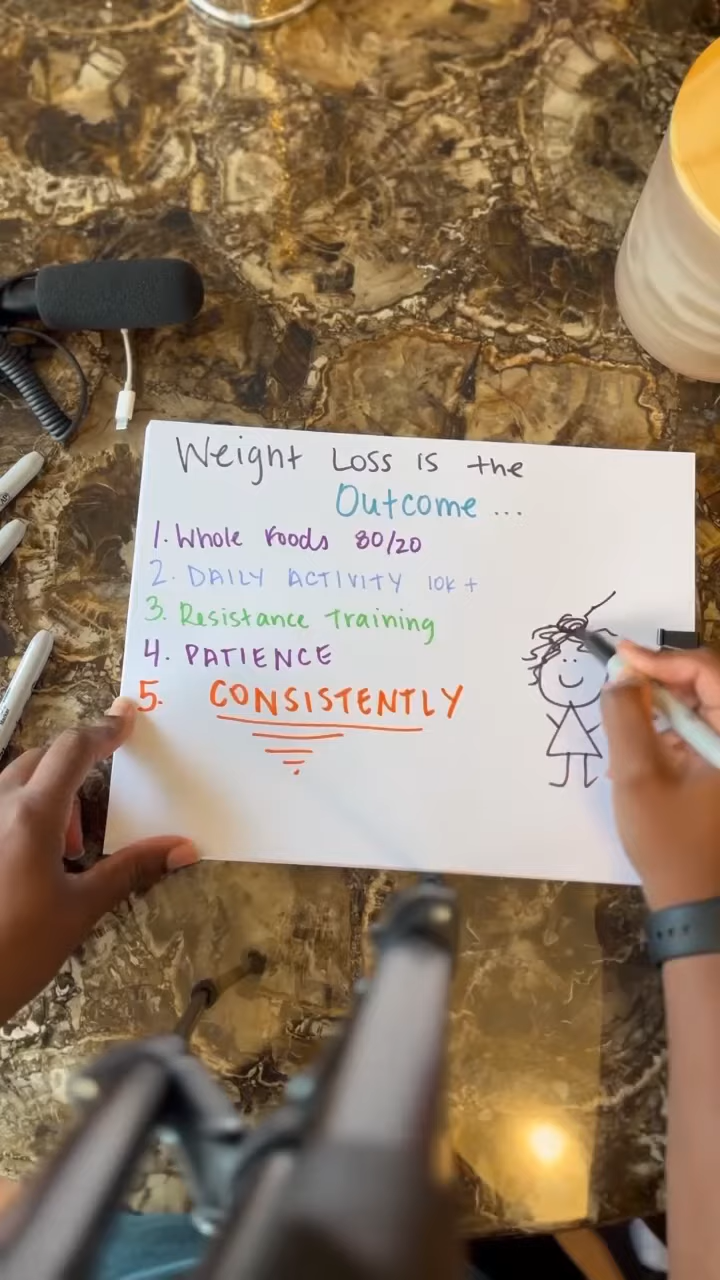 Weight Loss is the
Outcome...
1. Whole Foods 80/20
2. DAILY ACTIVITY 10K+
3. Resistance Training
4. PATIENCE
5. CONSISTENTLY